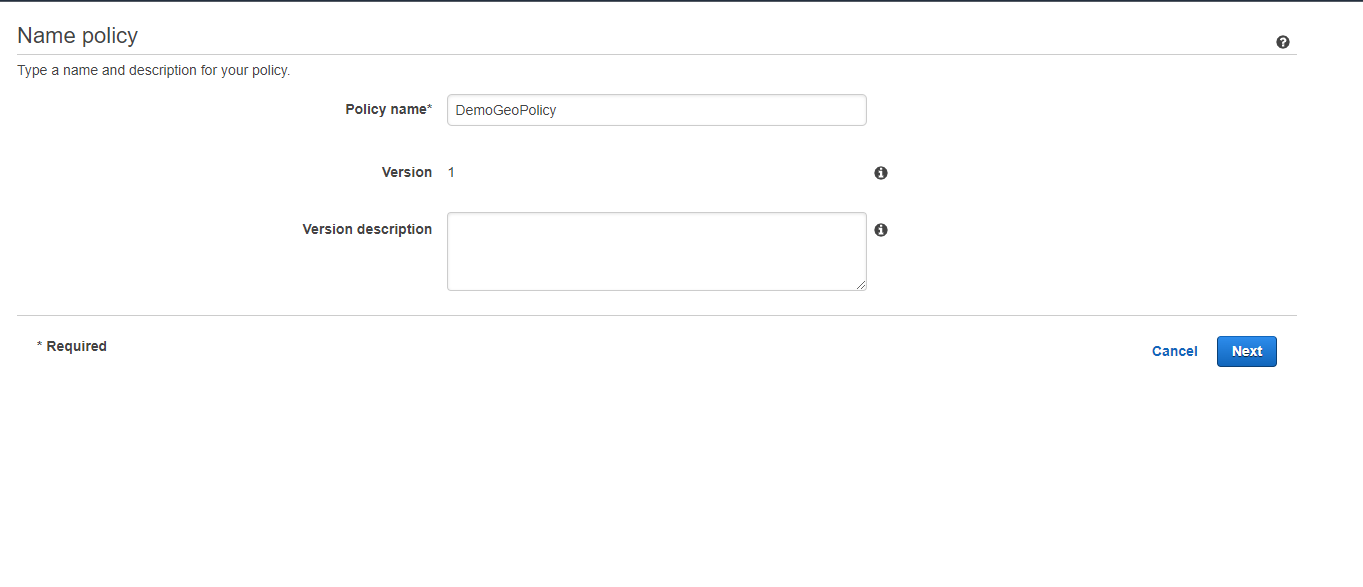 Name policy
Type a name and description for your policy.
Policy name* DemoGeoPolicy
Version 1
Version description
* Required
Cancel Next